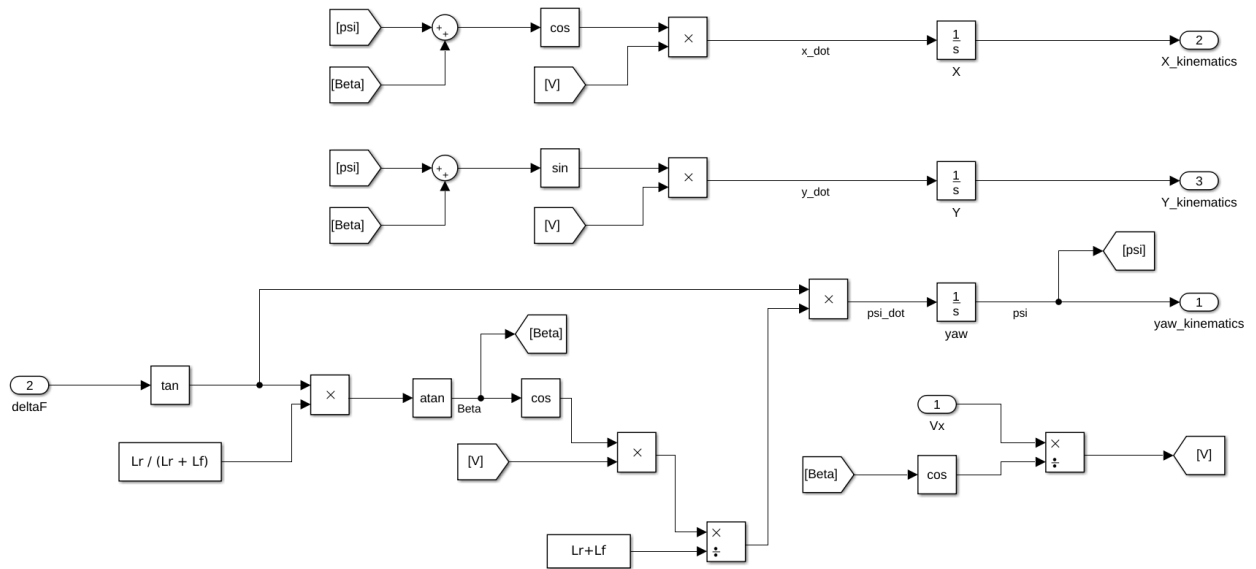 [psi]
+
+
cos
×
1
s
2
[Beta]
[V]
x_dot
X
X_kinematics
[psi]
+
+
sin
×
1
s
3
[Beta]
[V]
y_dot
Y
Y_kinematics
[psi]
×
1
s
1
psi_dot
psi
yaw
yaw_kinematics
[Beta]
2
deltaF
tan
×
atan
Beta
cos
1
Vx
Lr / (Lr + Lf)
[V]
×
×
÷
[V]
[Beta]
cos
Lr+Lf
×
÷